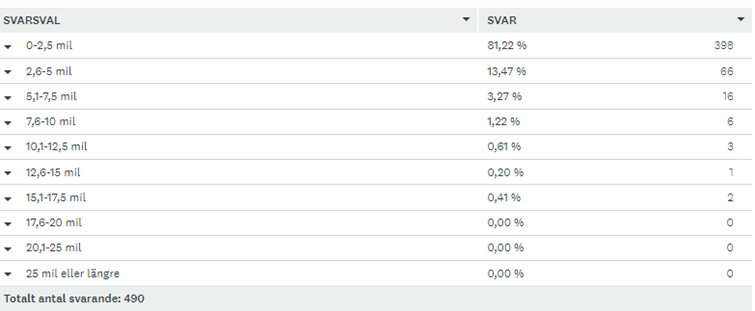 SVARSVAL SVAR
0-2,5 mil 81,22 % 398
2,6-5 mil 13,47 % 66
5,1-7,5 mil 3,27 % 16
7,6-10 mil 1,22 % 6
10,1-12,5 mil 0,61 % 3
12,6-15 mil 0,20 % 1
15,1-17,5 mil 0,41 % 2
17,6-20 mil 0,00 % 0
20,1-25 mil 0,00 % 0
25 mil eller längre 0,00 % 0
Totalt antal svarande: 490